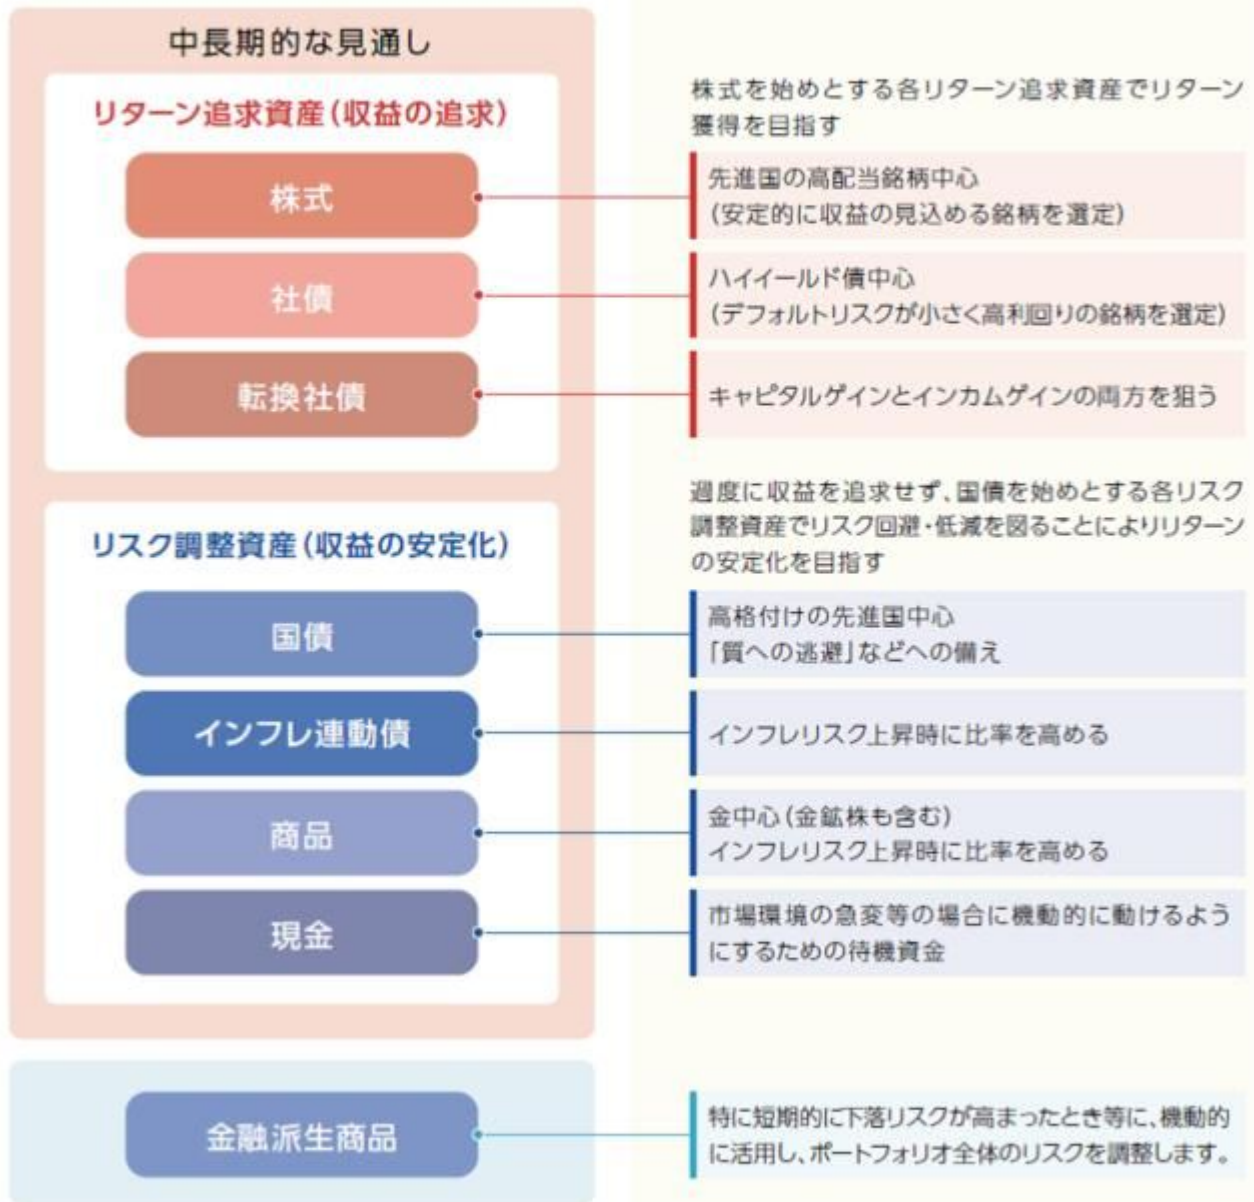 中長期的な見通し
リターン追求資産(収益の追求)
株式を始めとする各リターン追求資産でリターン
獲得を目指す
株式
先進国の高配当銘柄中心
(安定的に収益の見込める銘柄を選定)
社債
ハイイールド債中心
(デフォルトリスクが小さく高利回りの銘柄を選定)
転換社債
キャピタルゲインとインカムゲインの両方を狙う
リスク調整資産(収益の安定化)
過度に収益を追求せず、国債を始めとする各リスク
調整資産でリスク回避・低減を図ることによりリターン
の安定化を目指す
国債
高格付けの先進国中心
「質への逃避」などへの備え
インフレ連動債
インフレリスク上昇時に比率を高める
商品
金中心(金鉱株も含む)
インフレリスク上昇時に比率を高める
現金
市場環境の急変等の場合に機動的に動けるよう
にするための待機資金
金融派生商品
特に短期的に下落リスクが高まったとき等に、機動的
に活用し、ポートフォリオ全体のリスクを調整します。